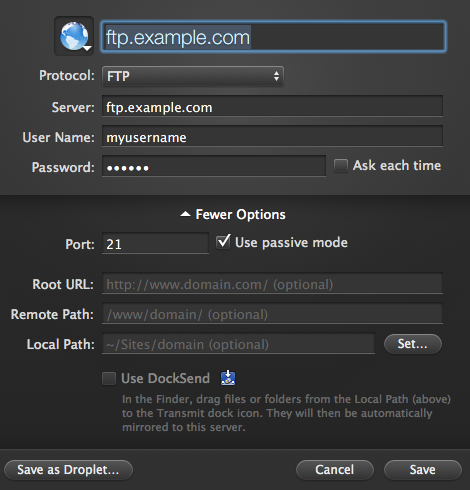 ftp.example.com
Protocol: FTP
Server: ftp.example.com
User Name: myusername
Password: ••••••
Ask each time
Fewer Options
Port: 21
Use passive mode
Root URL: http://www.domain.com/ (optional)
Remote Path: /www/domain/ (optional)
Local Path: ~/Sites/domain (optional)
Set...
Use DockSend
In the Finder, drag files or folders from the Local Path (above)
to the Transmit dock icon. They will then be automatically
mirrored to this server.
Save as Droplet...
Cancel
Save